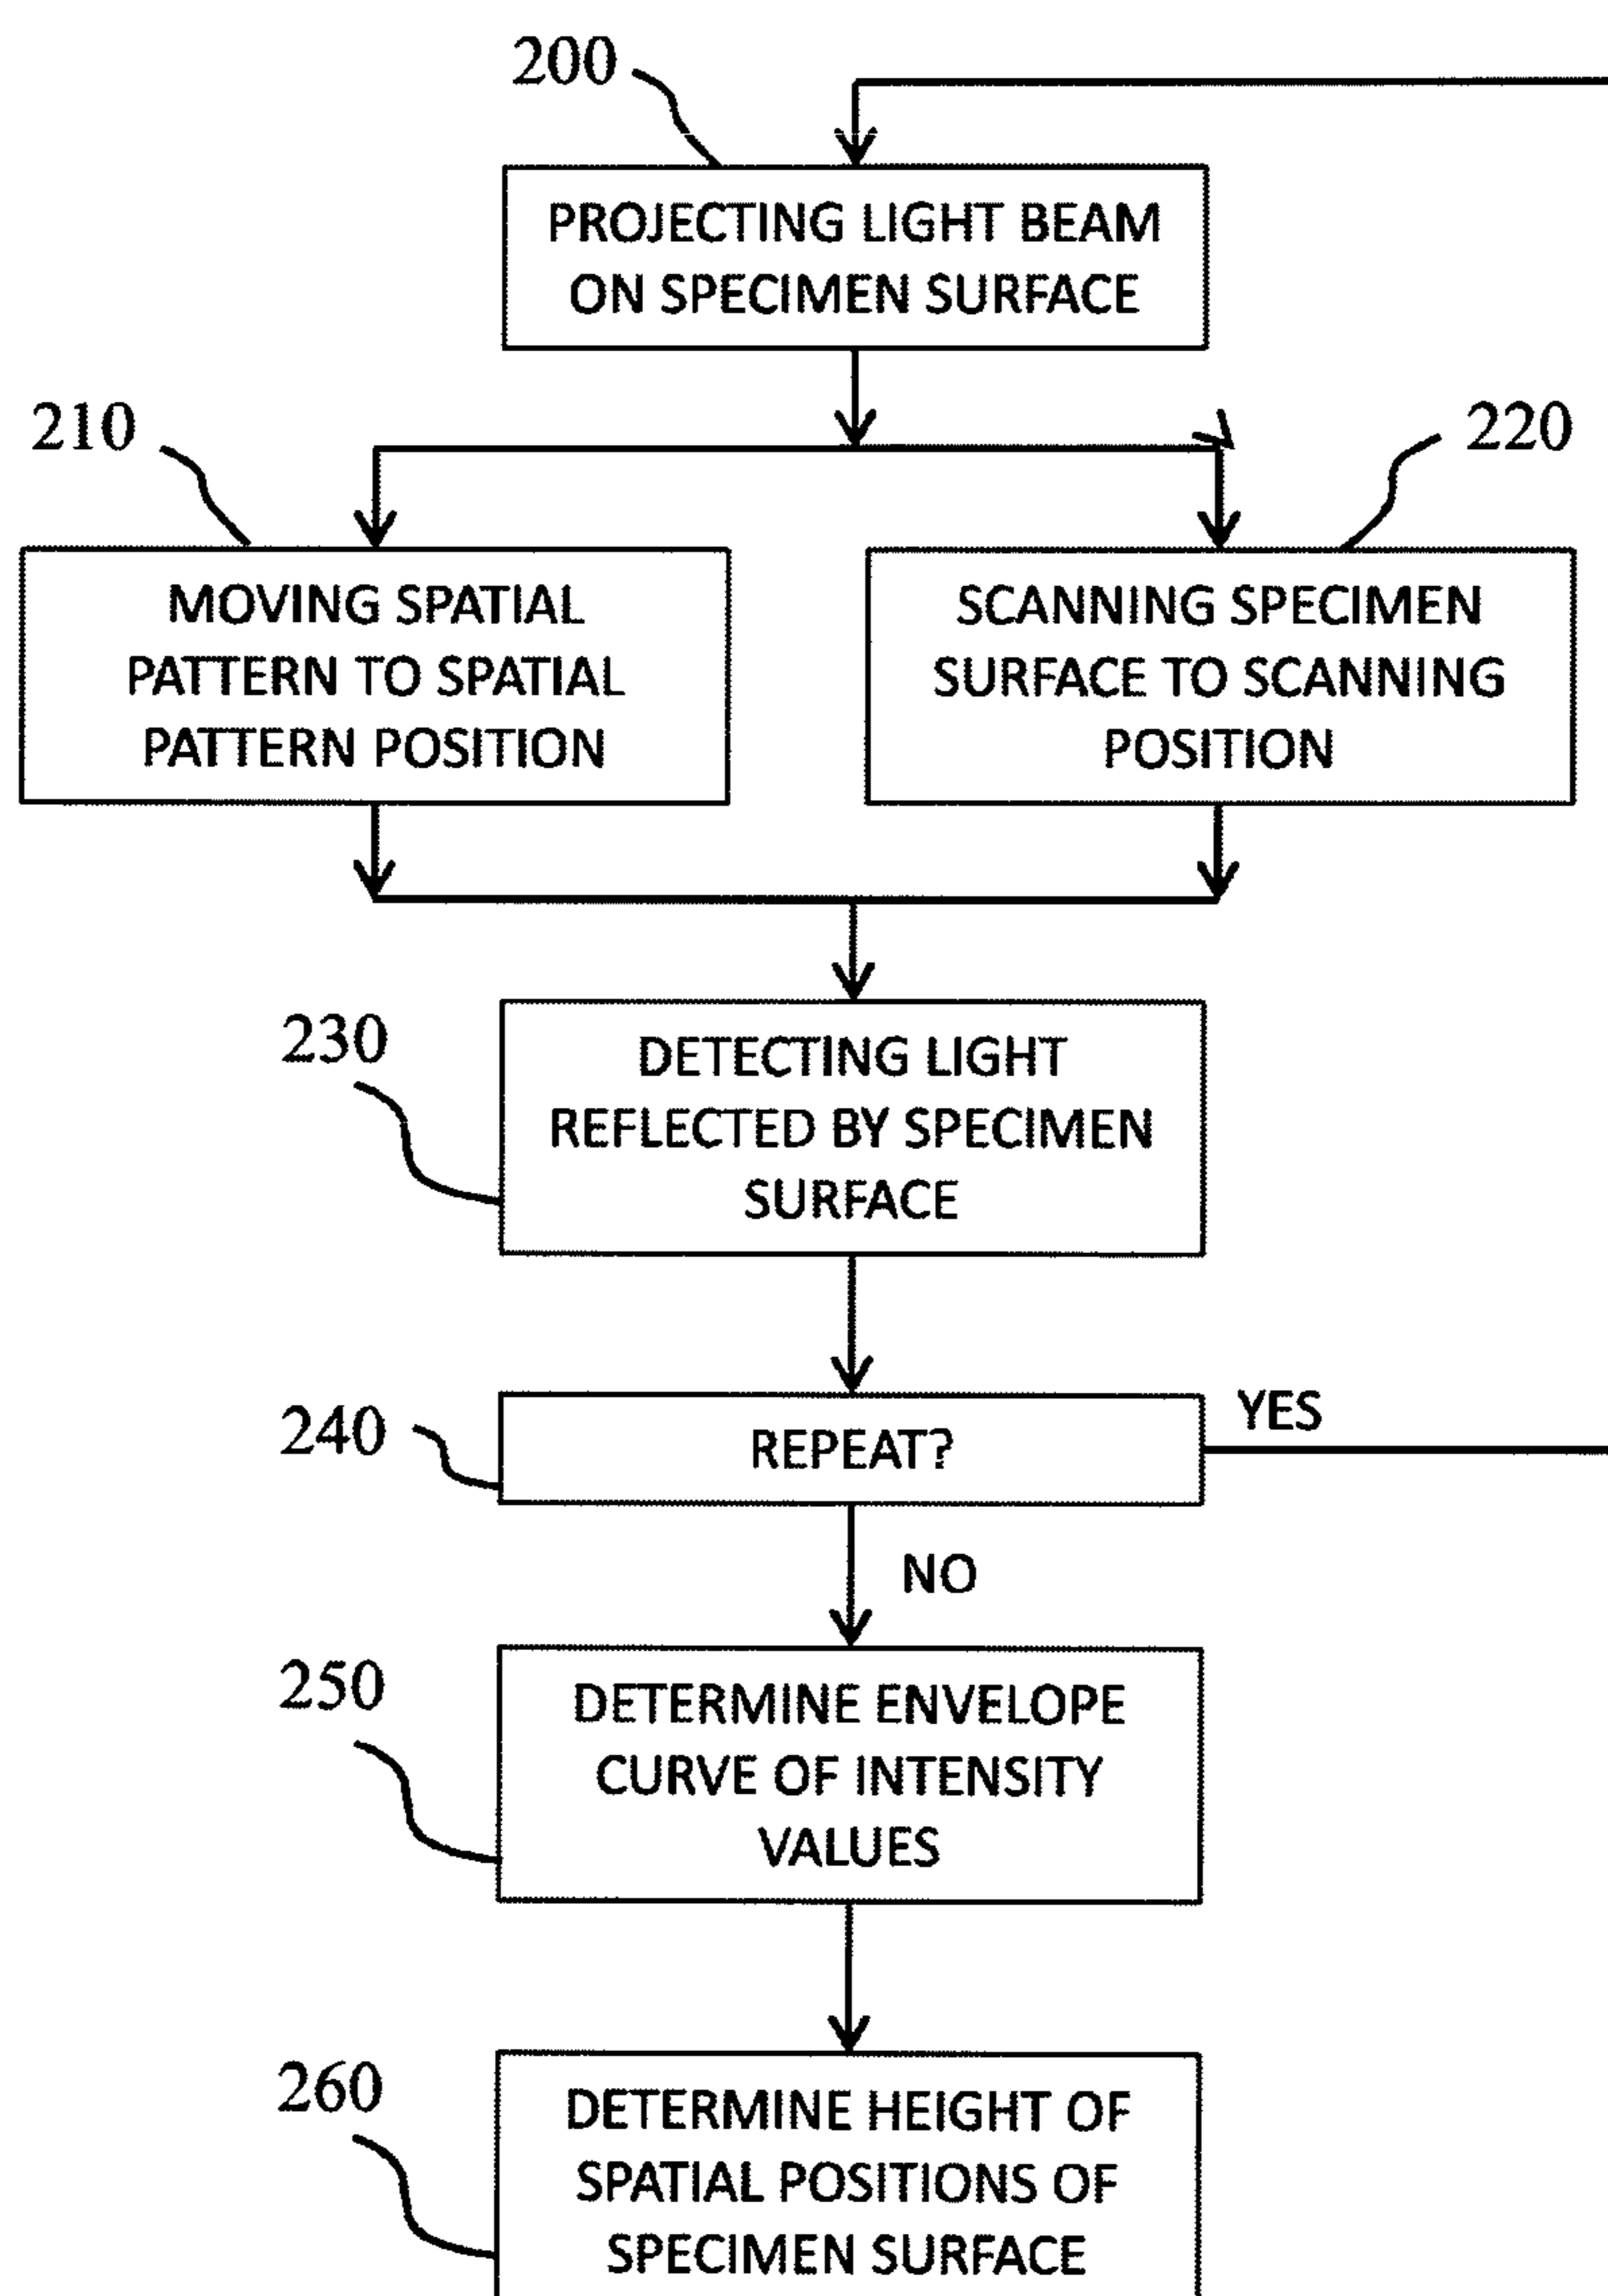 200
PROJECTING LIGHT BEAM
ON SPECIMEN SURFACE
210
220
MOVING SPATIAL
PATTERN TO SPATIAL
PATTERN POSITION
SCANNING SPECIMEN
SURFACE TO SCANNING
POSITION
230
DETECTING LIGHT
REFLECTED BY SPECIMEN
SURFACE
240
REPEAT?
YES
NO
250
DETERMINE ENVELOPE
CURVE OF INTENSITY
VALUES
260
DETERMINE HEIGHT OF
SPATIAL POSITIONS OF
SPECIMEN SURFACE